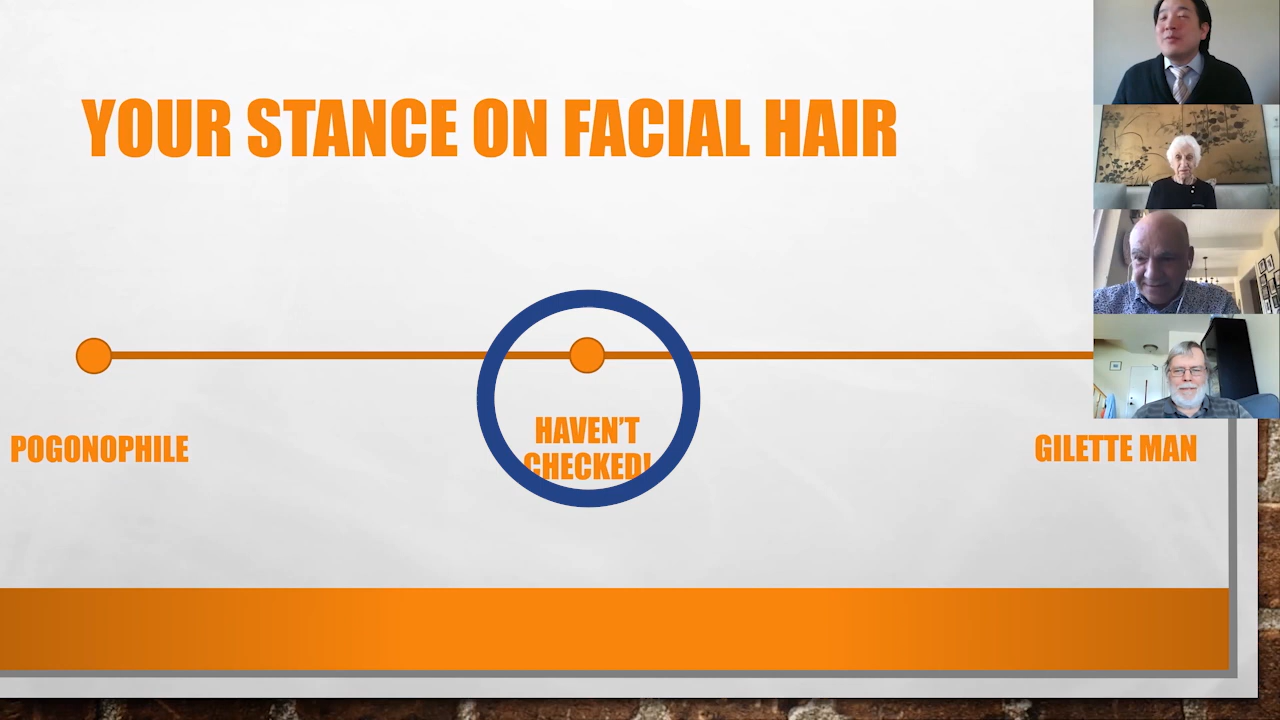 YOUR STANCE ON FACIAL HAIR
POGONOPHILE
HAVEN'T
CHECKED!
GILETTE MAN